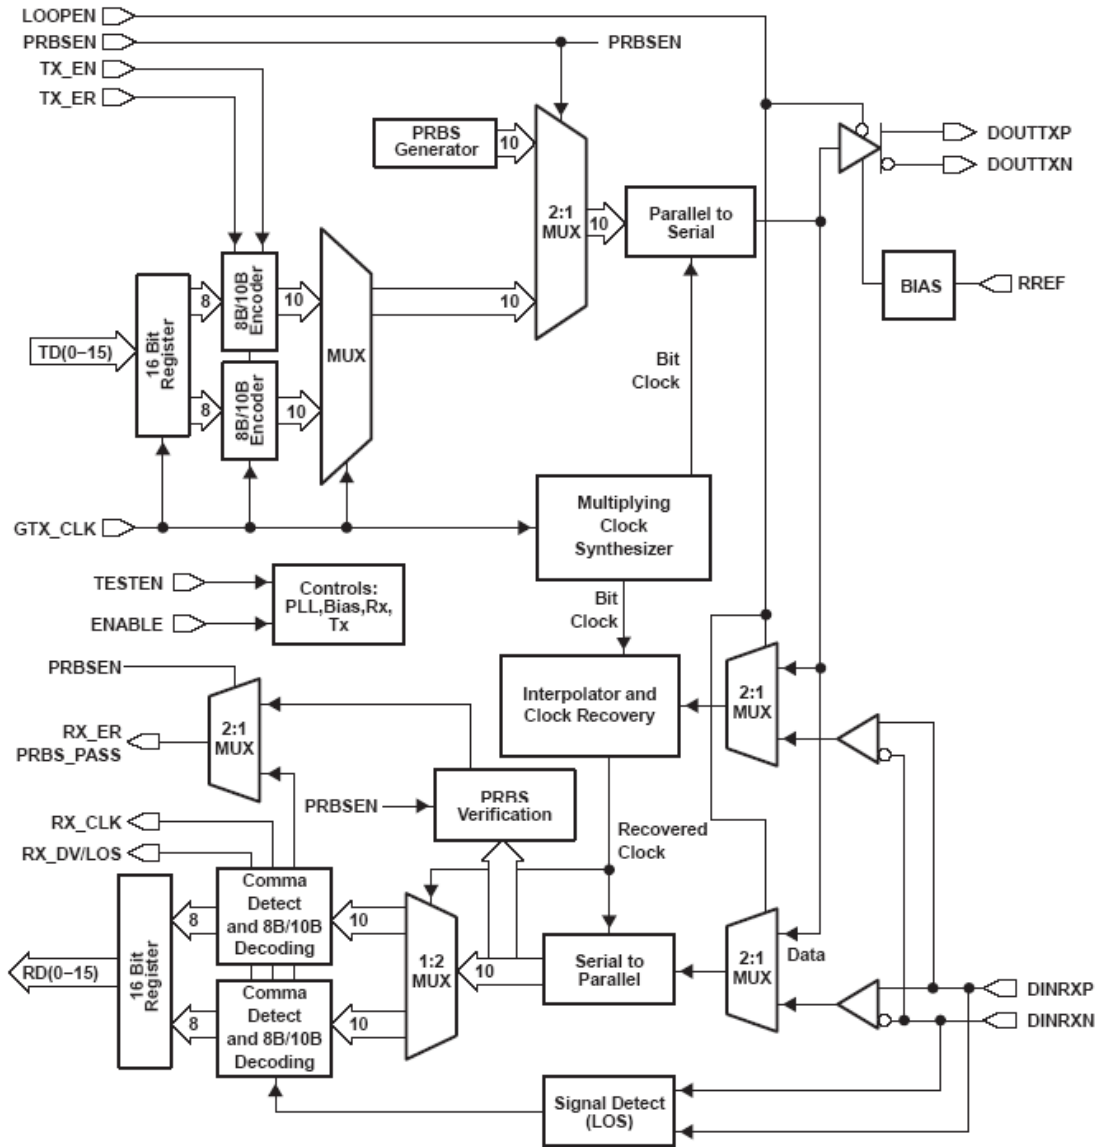 LOOPEN
PRBSEN
PRBSEN
TX_EN
TX_ER
PRBS
Generator
10
DOUTTXP
DOUTTXN
2:1
MUX
10
Parallel to
Serial
BIAS
RREF
16 Bit
Register
8
8B/10B
Encoder
10
10
TD(0−15)
MUX
8
8B/10B
Encoder
10
Bit
Clock
GTX_CLK
Multiplying
Clock
Synthesizer
TESTEN
ENABLE
Controls:
PLL,Bias,Rx,
Tx
Bit
Clock
PRBSEN
2:1
MUX
RX_ER
PRBS_PASS
Interpolator and
Clock Recovery
2:1
MUX
PRBSEN
PRBS
Verification
RX_CLK
RX_DV/LOS
Recovered
Clock
Comma
Detect
and 8B/10B
Decoding
8
10
RD(0−15)
16 Bit
Register
1:2
MUX
10
Serial to
Parallel
2:1
MUX
Data
DINRXP
DINRXN
8
Comma
Detect
and 8B/10B
Decoding
10
Signal Detect
(LOS)